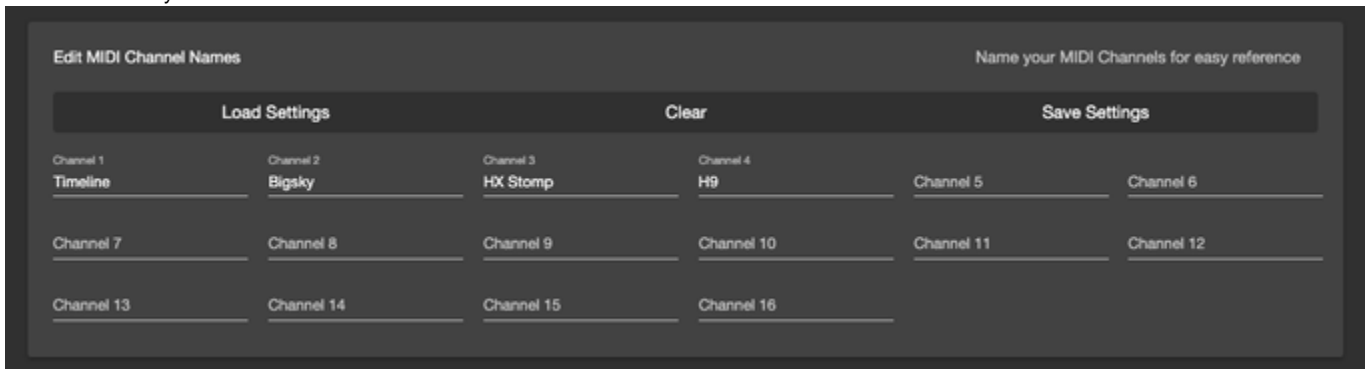 Edit MIDI Channel Names
Name your MIDI Channels for easy reference
Load Settings Clear Save Settings
Channel 1 Channel 2 Channel 3 Channel 4
Timeline Bigsky HX Stomp H9 Channel 5 Channel 6
Channel 7 Channel 8 Channel 9 Channel 10 Channel 11 Channel 12
Channel 13 Channel 14 Channel 15 Channel 16